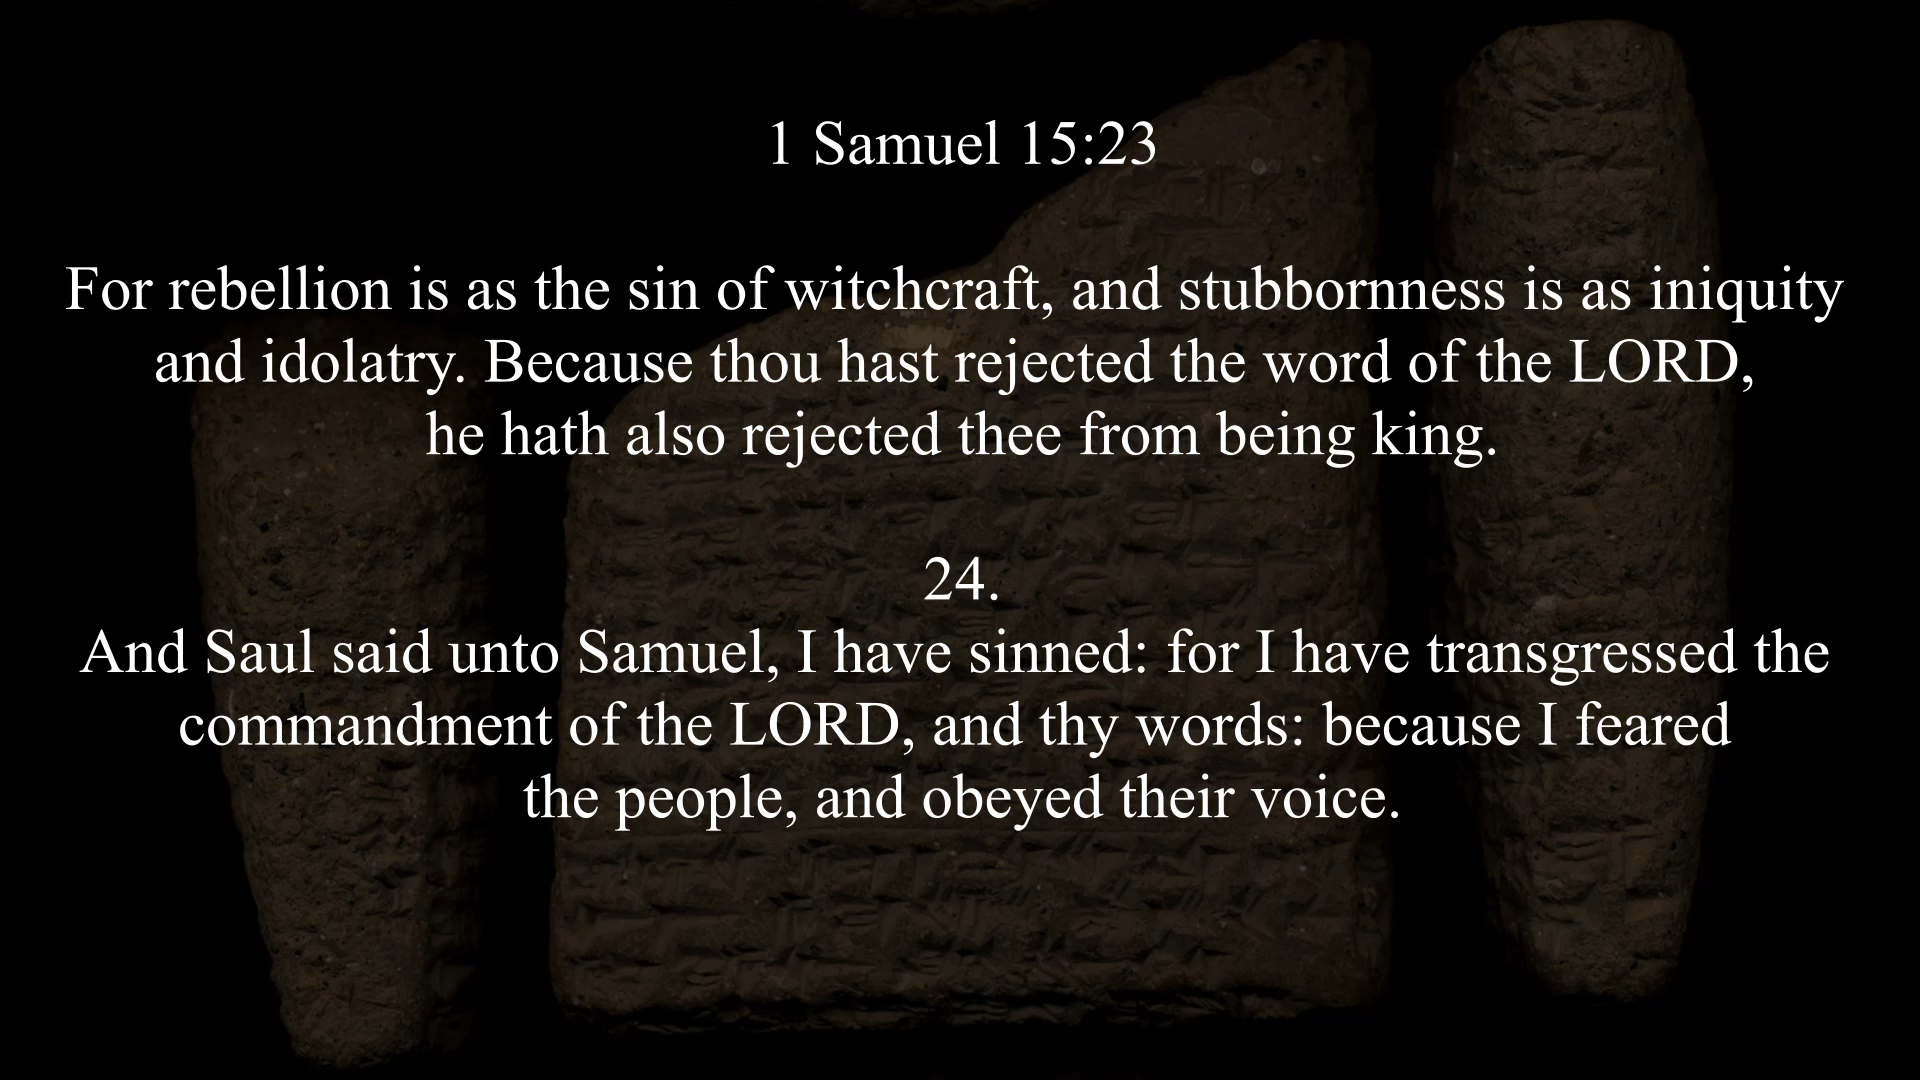 1 Samuel 15:23
For rebellion is as the sin of witchcraft, and stubbornness is as iniquity
and idolatry. Because thou hast rejected the word of the LORD,
he hath also rejected thee from being king.
24.
And Saul said unto Samuel, I have sinned: for I have transgressed the
commandment of the LORD, and thy words: because I feared
the people, and obeyed their voice.